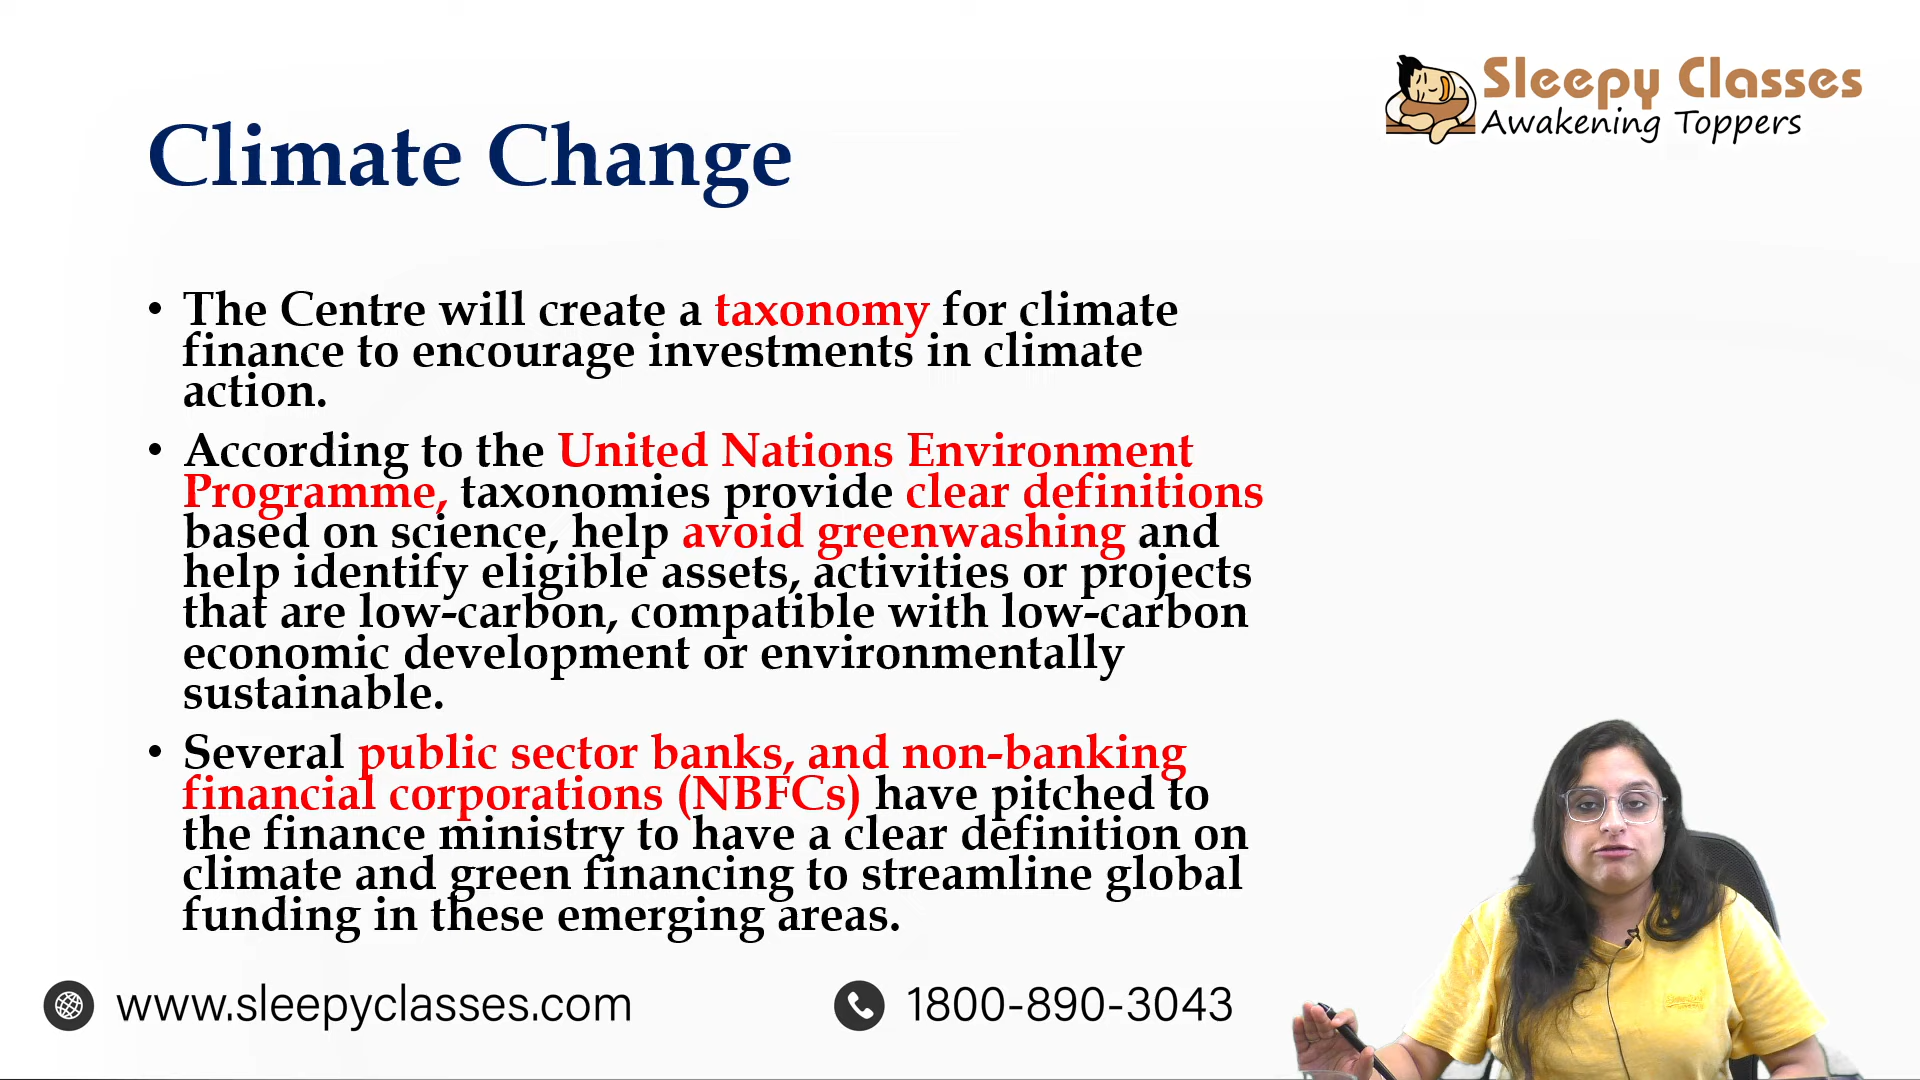 Sleepy Classes
Awakening Toppers
Climate Change
• The Centre will create a taxonomy for climate
finance to encourage investments in climate
action.
• According to the United Nations Environment
Programme, taxonomies provide clear definitions
based on science, help avoid greenwashing and
help identify eligible assets, activities or projects
that are low-carbon, compatible with low-carbon
economic development or environmentally
sustainable.
• Several public sector banks, and non-banking
financial corporations (NBFCs) have pitched to
the finance ministry to have a clear definition on
climate and green financing to streamline global
funding in these emerging areas.
www.sleepyclasses.com
1800-890-3043